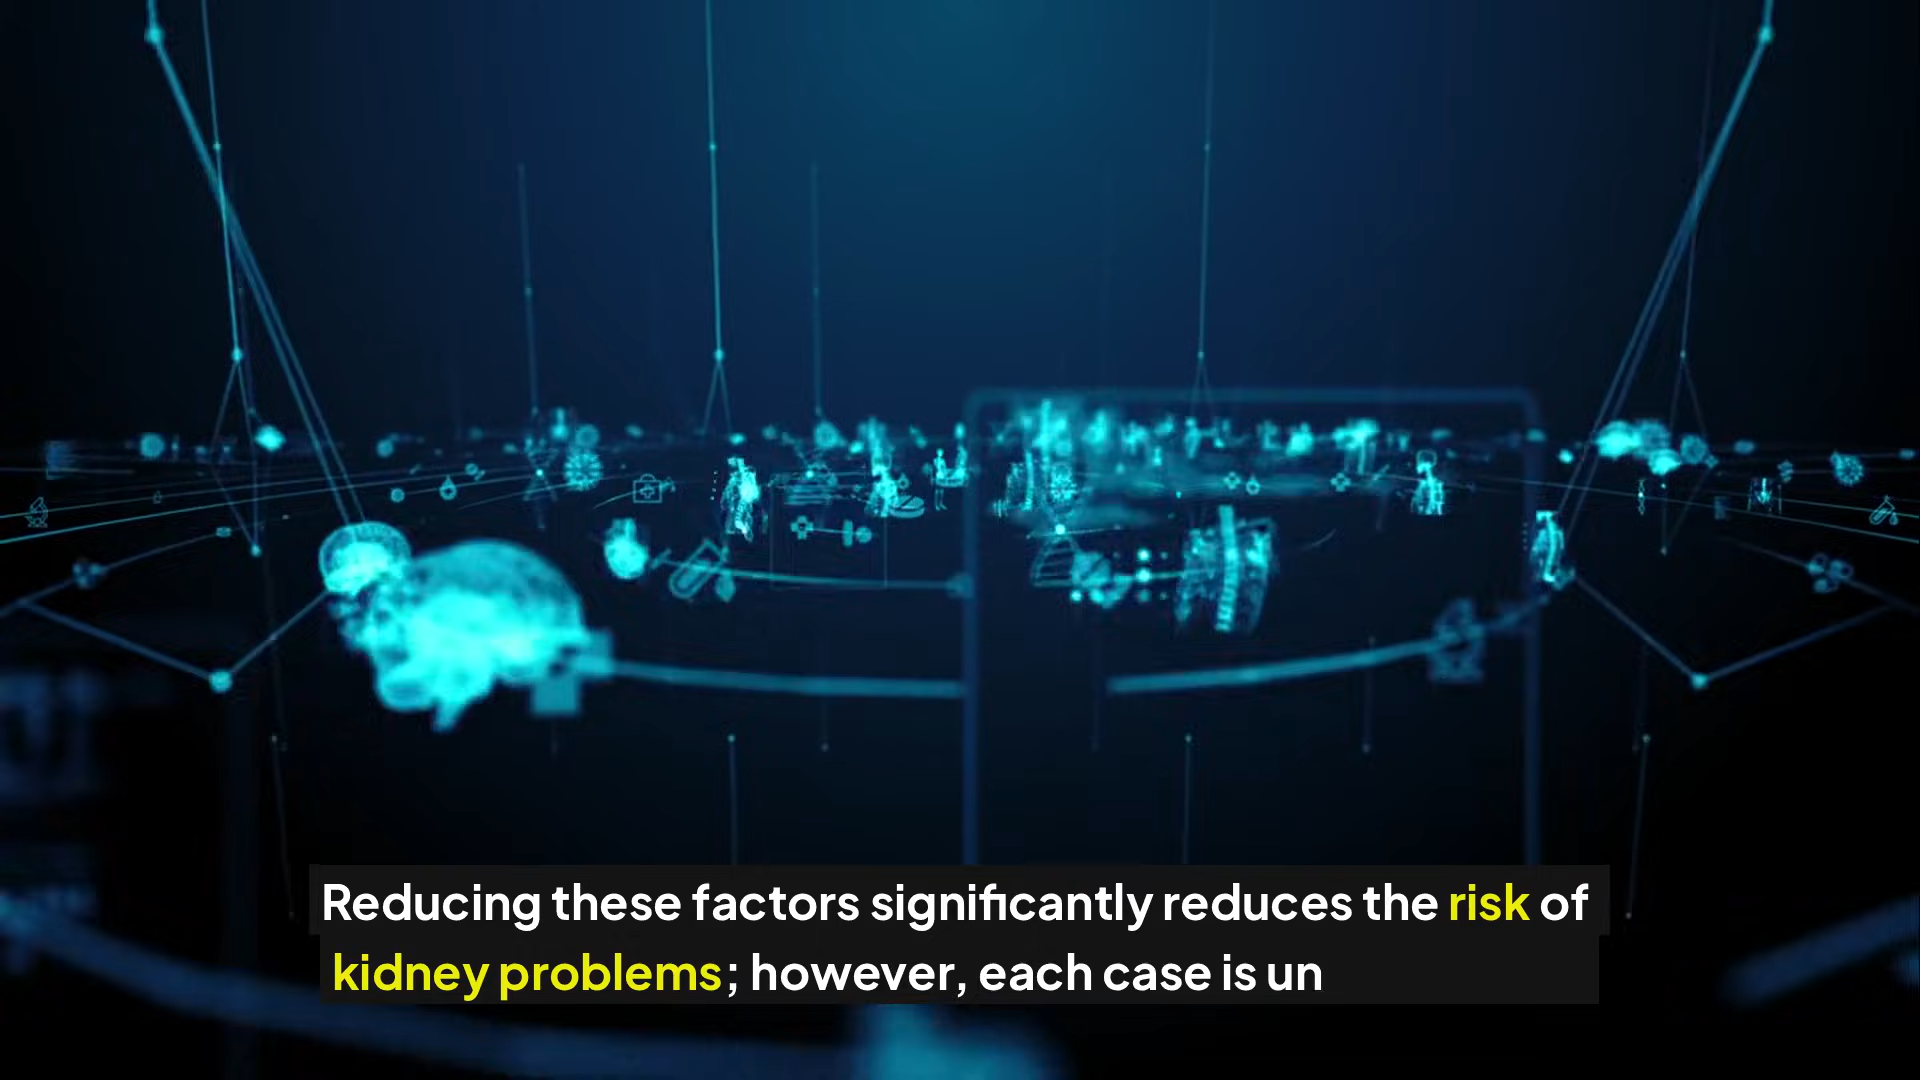 Reducing these factors significantly reduces the risk of
kidney problems; however, each case is un